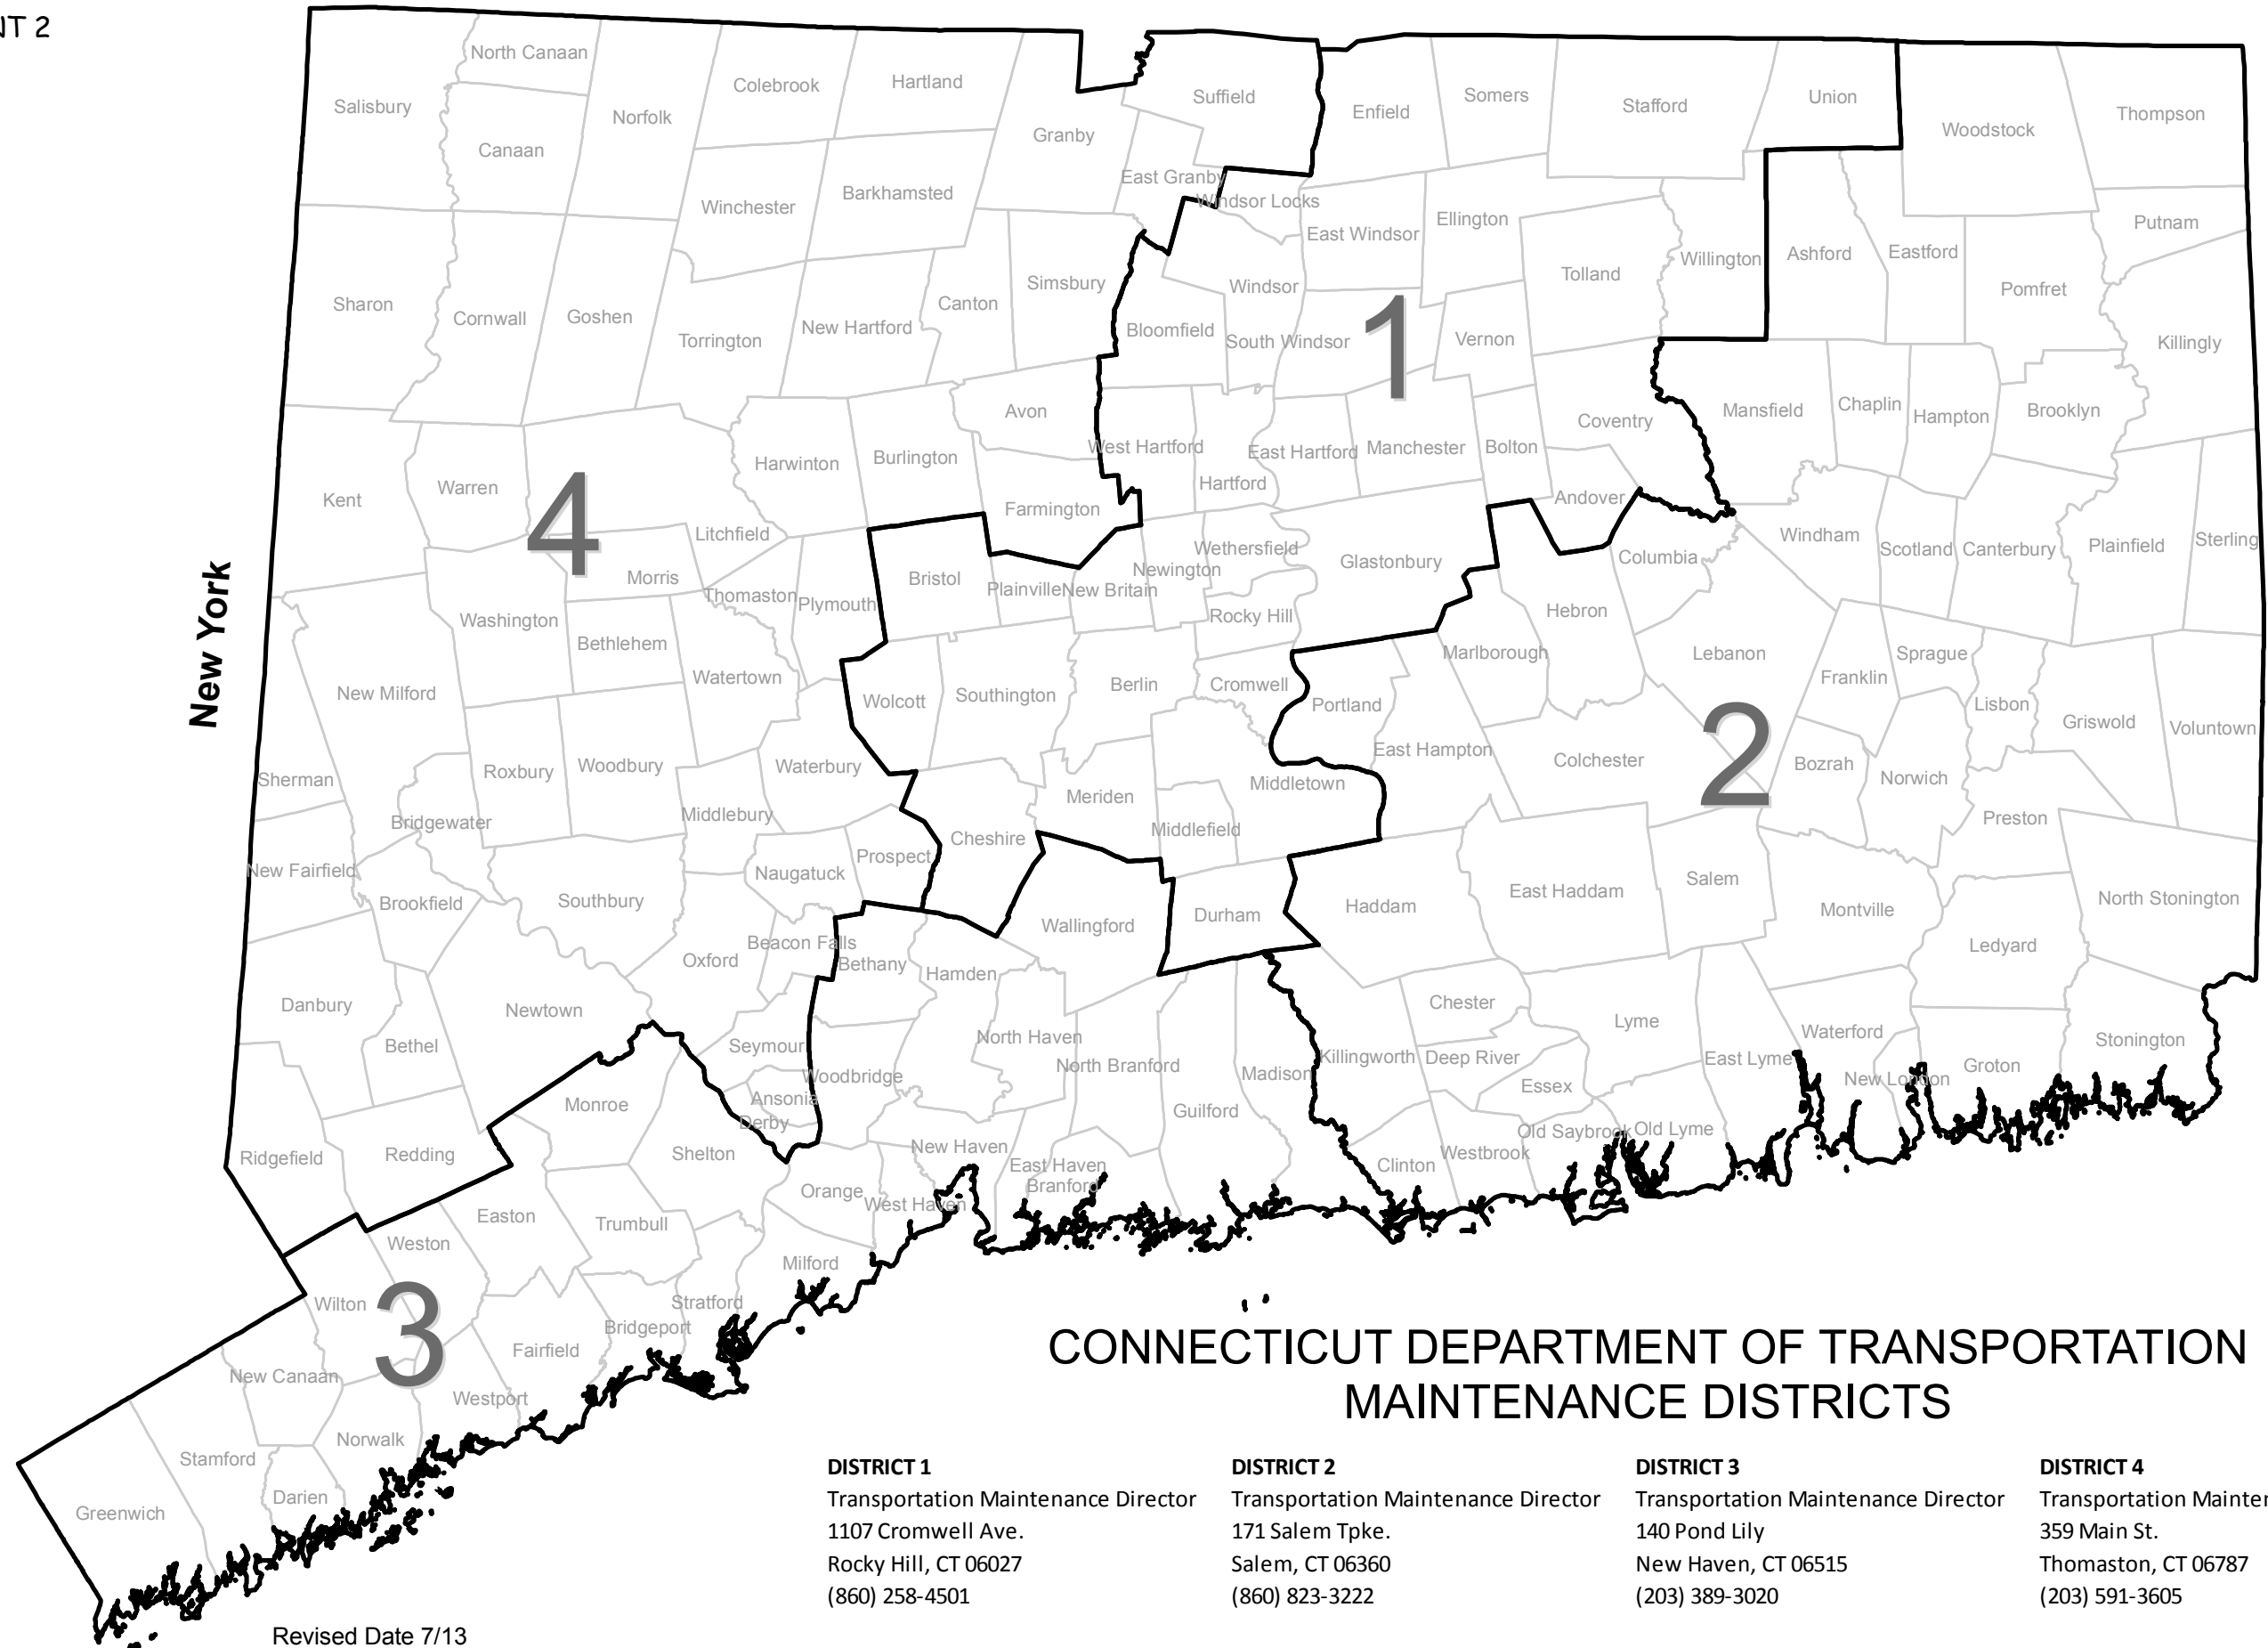 NT 2
North Canaan
Salisbury
Canaan
Norfolk
Colebrook
Hartland
Granby
Suffield
Enfield
Somers
Stafford
Union
Woodstock
Thompson
East Granby
Windsor Locks
Winchester
Barkhamsted
East Windsor
Ellington
Tolland
Willington
Ashford
Eastford
Putnam
Pomfret
Sharon
Cornwall
Goshen
Torrington
New Hartford
Canton
Simsbury
Bloomfield
Windsor
South Windsor
1
Vernon
Killingly
Avon
West Hartford
Hartford
East Hartford
Manchester
Bolton
Coventry
Mansfield
Chaplin
Hampton
Brooklyn
Kent
Warren
4
Litchfield
Harwinton
Burlington
Farmington
Andover
Wethersfield
Newington
Glastonbury
Columbia
Windham
Scotland
Canterbury
Plainfield
Sterling
New York
Washington
Morris
Bethlehem
Thomaston
Plymouth
Bristol
Plainville
New Britain
Rocky Hill
Hebron
Marlborough
Lebanon
Franklin
Sprague
New Milford
Watertown
Wolcott
Southington
Berlin
Cromwell
Portland
East Hampton
Colchester
2
Bozrah
Norwich
Lisbon
Griswold
Voluntown
Sherman
Bridgewater
Roxbury
Woodbury
Middlebury
Waterbury
Cheshire
Meriden
Middlefield
Middletown
Preston
New Fairfield
Brookfield
Southbury
Naugatuck
Prospect
Wallingford
Durham
Haddam
East Haddam
Salem
Montville
North Stonington
Ledyard
Oxford
Beacon Falls
Bethany
Hamden
Danbury
Bethel
Newtown
Seymour
Woodbridge
North Haven
North Branford
Madison
Killingworth
Chester
Deep River
Essex
Lyme
East Lyme
Waterford
New London
Groton
Stonington
Ridgefield
Redding
Monroe
Shelton
Ansonia
Derby
Guilford
New Haven
East Haven
Branford
Clinton
Westbrook
Old Saybrook
Old Lyme
Easton
Trumbull
Orange
West Haven
Weston
Milford
Wilton
3
Stratford
Bridgeport
Fairfield
New Canaan
Westport
Norwalk
Stamford
Darien
Greenwich
CONNECTICUT DEPARTMENT OF TRANSPORTATION
MAINTENANCE DISTRICTS
DISTRICT 1
Transportation Maintenance Director
1107 Cromwell Ave.
Rocky Hill, CT 06027
(860) 258-4501
DISTRICT 2
Transportation Maintenance Director
171 Salem Tpke.
Salem, CT 06360
(860) 823-3222
DISTRICT 3
Transportation Maintenance Director
140 Pond Lily
New Haven, CT 06515
(203) 389-3020
DISTRICT 4
Transportation Mainte
359 Main St.
Thomaston, CT 06787
(203) 591-3605
Revised Date 7/13